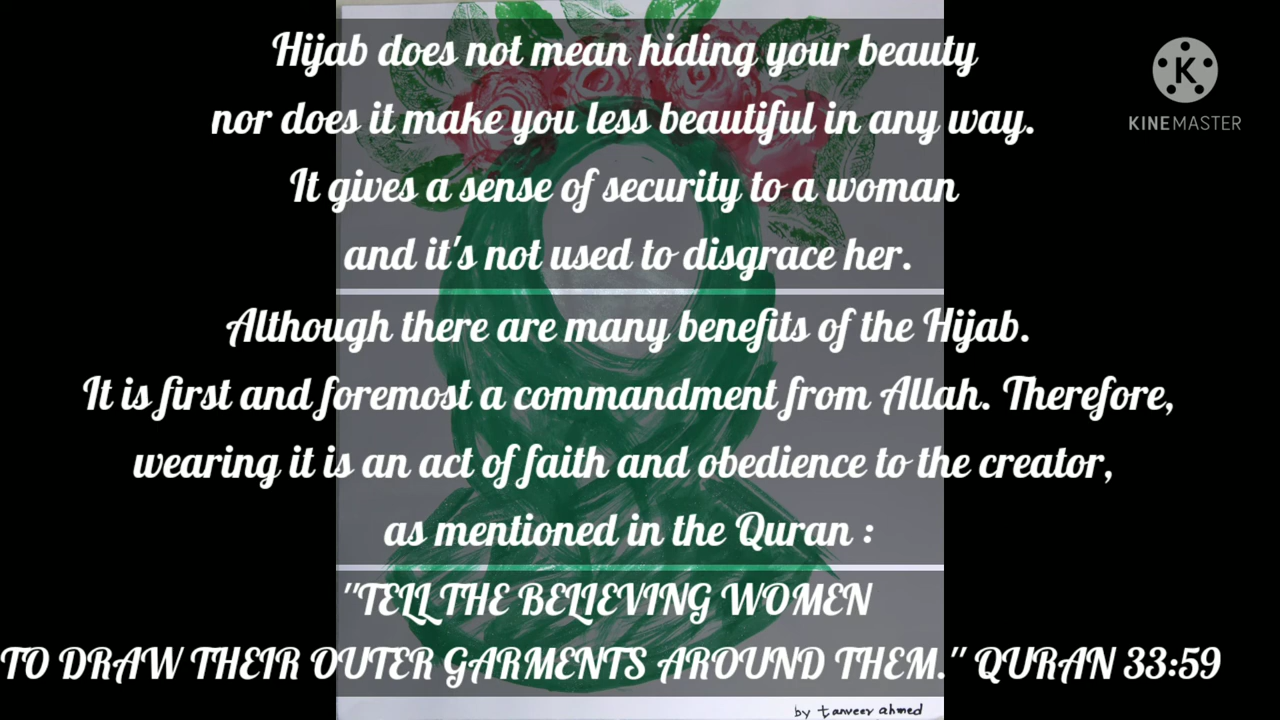 Hijab does not mean hiding your beauty
nor does it make you less beautiful in any way.
It gives a sense of security to a woman
and it's not used to disgrace her.
Although there are many benefits of the Hijab.
It is first and foremost a commandment from Allah. Therefore,
wearing it is an act of faith and obedience to the creator,
as mentioned in the Quran :
"TELL THE BELIEVING WOMEN
TO DRAW THEIR OUTER GARMENTS AROUND THEM." QURAN 33:59
K
KINEMASTER
by tanveer ahmed